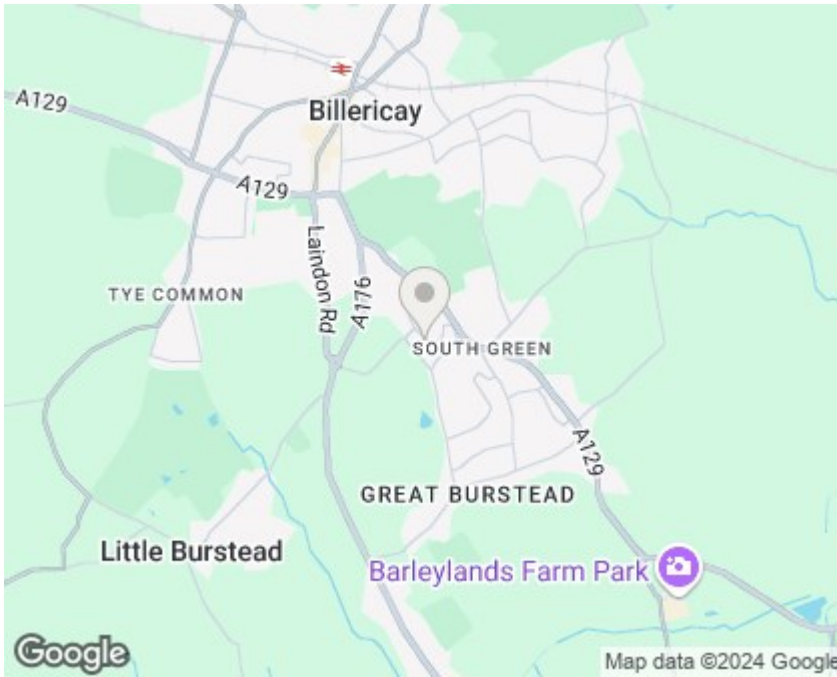 A129
Billericay
A129
Laindon Rd
A176
TYE COMMON
SOUTH GREEN
A129
GREAT BURSTEAD
Little Burstead
Barleylands Farm Park
Google
Map data ©2024 Google